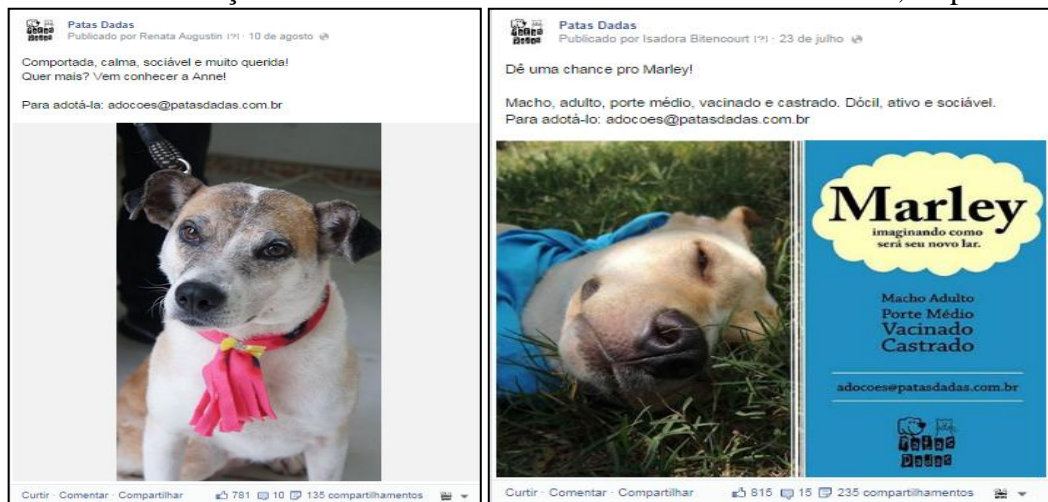 Patas Dadas
Publicado por Renata Augustin [?] · 10 de agosto
Comportada, calma, sociável e muito querida!
Quer mais? Vem conhecer a Anne!
Para adotá-la: adocoes@patasdadas.com.br
Curtir · Comentar · Compartilhar 781 10 135 compartilhamentos
Patas Dadas
Publicado por Isadora Bitencourt [?] · 23 de julho
Dê uma chance pro Marley!
Macho, adulto, porte médio, vacinado e castrado. Dócil, ativo e sociável.
Para adotá-lo: adocoes@patasdadas.com.br
Marley
imaginando como
será seu novo lar.
Macho Adulto
Porte Médio
Vacinado
Castrado
adocoes@patasdadas.com.br
Patas
Dadas
Curtir · Comentar · Compartilhar 815 15 235 compartilhamentos